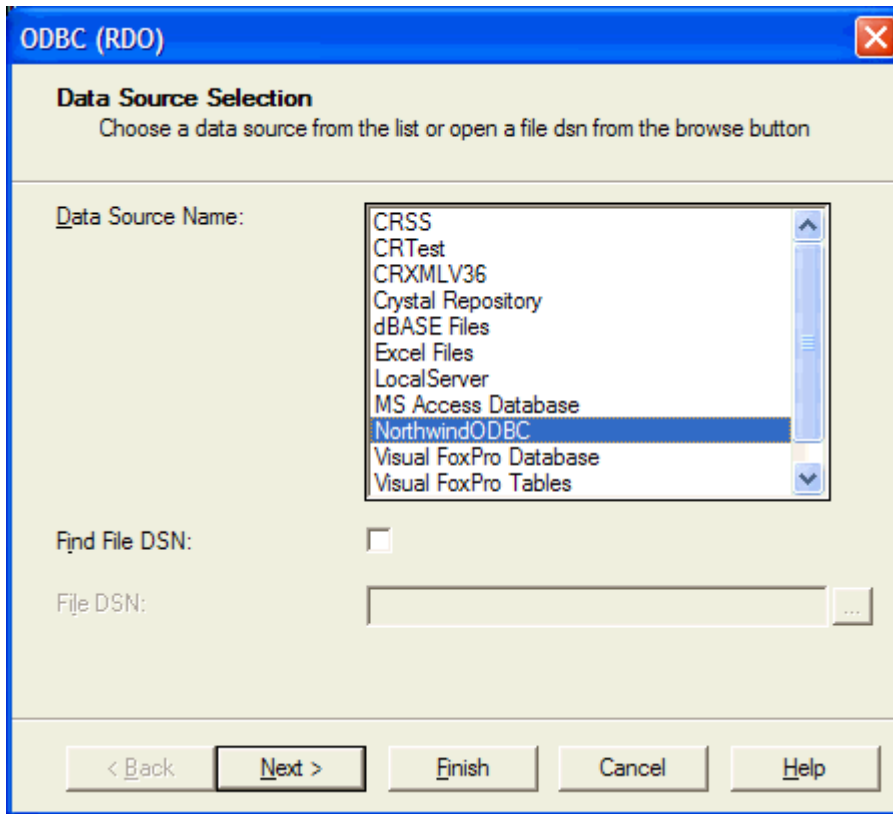 ODBC (RDO)
Data Source Selection
Choose a data source from the list or open a file dsn from the browse button
Data Source Name:
CRSS
CRTest
CRXMLV36
Crystal Repository
dBASE Files
Excel Files
LocalServer
MS Access Database
NorthwindODBC
Visual FoxPro Database
Visual FoxPro Tables
Find File DSN:
File DSN:
...
< Back Next > Finish Cancel Help